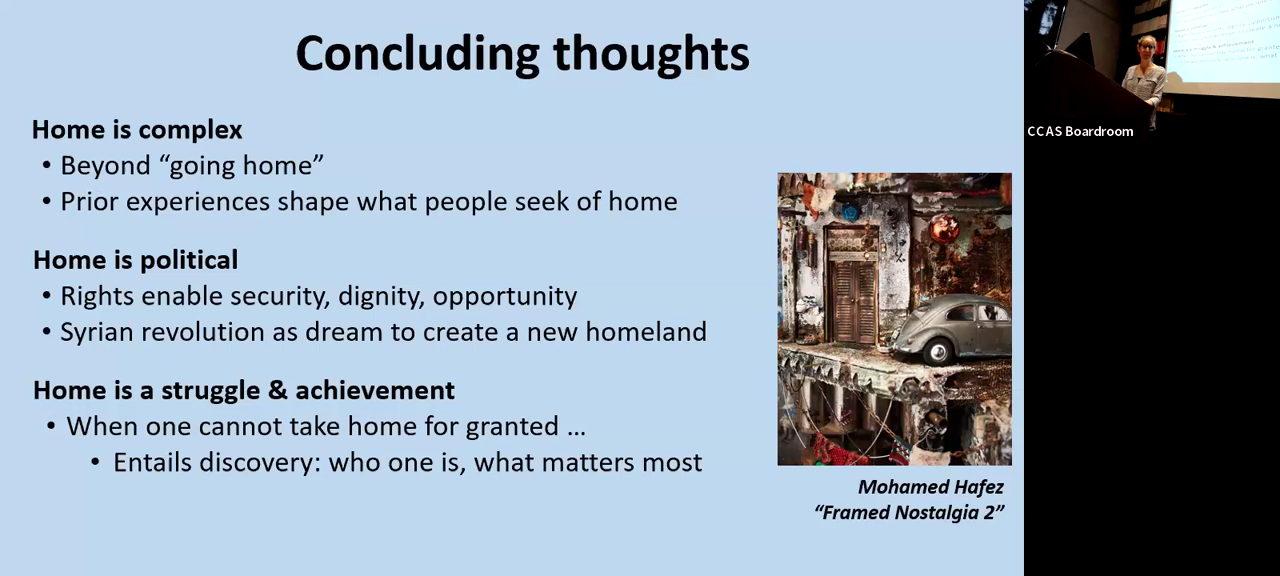 Concluding thoughts
Home is complex
• Beyond “going home”
• Prior experiences shape what people seek of home
Home is political
• Rights enable security, dignity, opportunity
• Syrian revolution as dream to create a new homeland
Home is a struggle & achievement
• When one cannot take home for granted …
• Entails discovery: who one is, what matters most
Mohamed Hafez
“Framed Nostalgia 2”
CCAS Boardroom